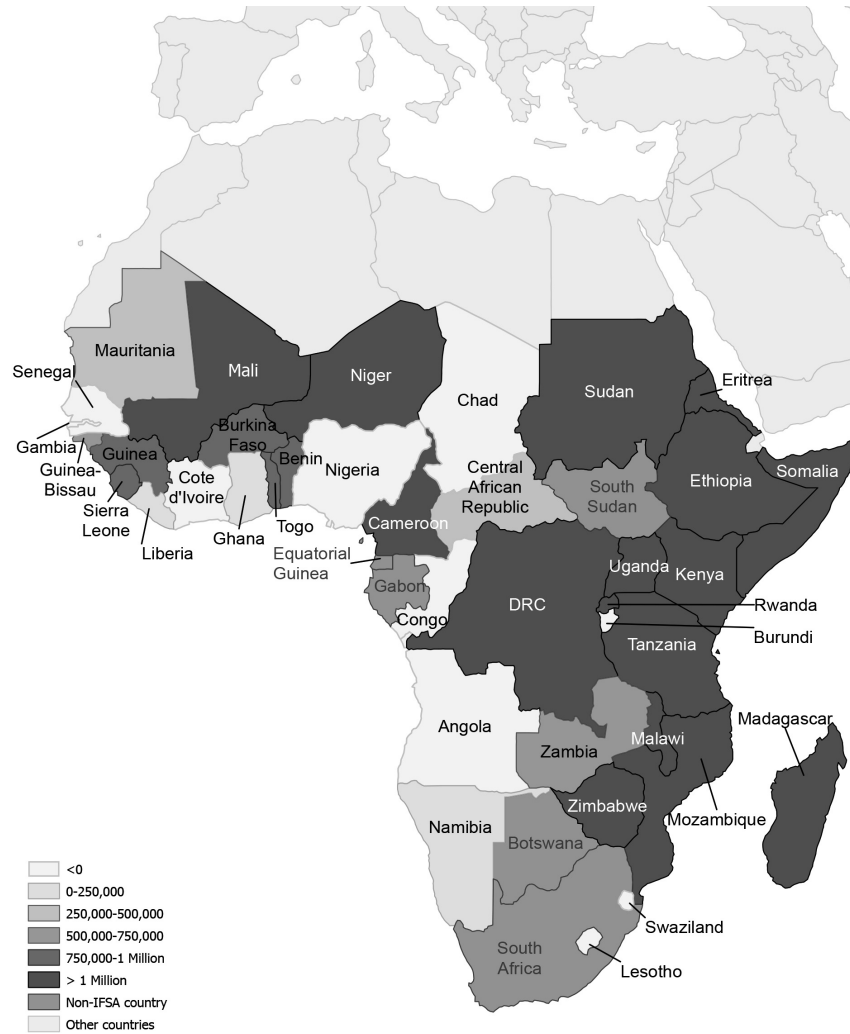 Mauritania
Mali
Niger
Senegal
Chad
Sudan
Eritrea
Gambia
Guinea
Burkina
Faso
Benin
Nigeria
Guinea-
Bissau
Cote
d'Ivoire
Central
African
Republic
South
Sudan
Ethiopia
Somalia
Sierra
Leone
Liberia
Ghana
Togo
Cameroon
Equatorial
Guinea
Gabon
Congo
DRC
Uganda
Kenya
Rwanda
Burundi
Tanzania
Angola
Zambia
Malawi
Madagascar
Mozambique
Zimbabwe
Namibia
Botswana
Swaziland
South
Africa
Lesotho
<0
0-250,000
250,000-500,000
500,000-750,000
750,000-1 Million
> 1 Million
Non-IFSA country
Other countries